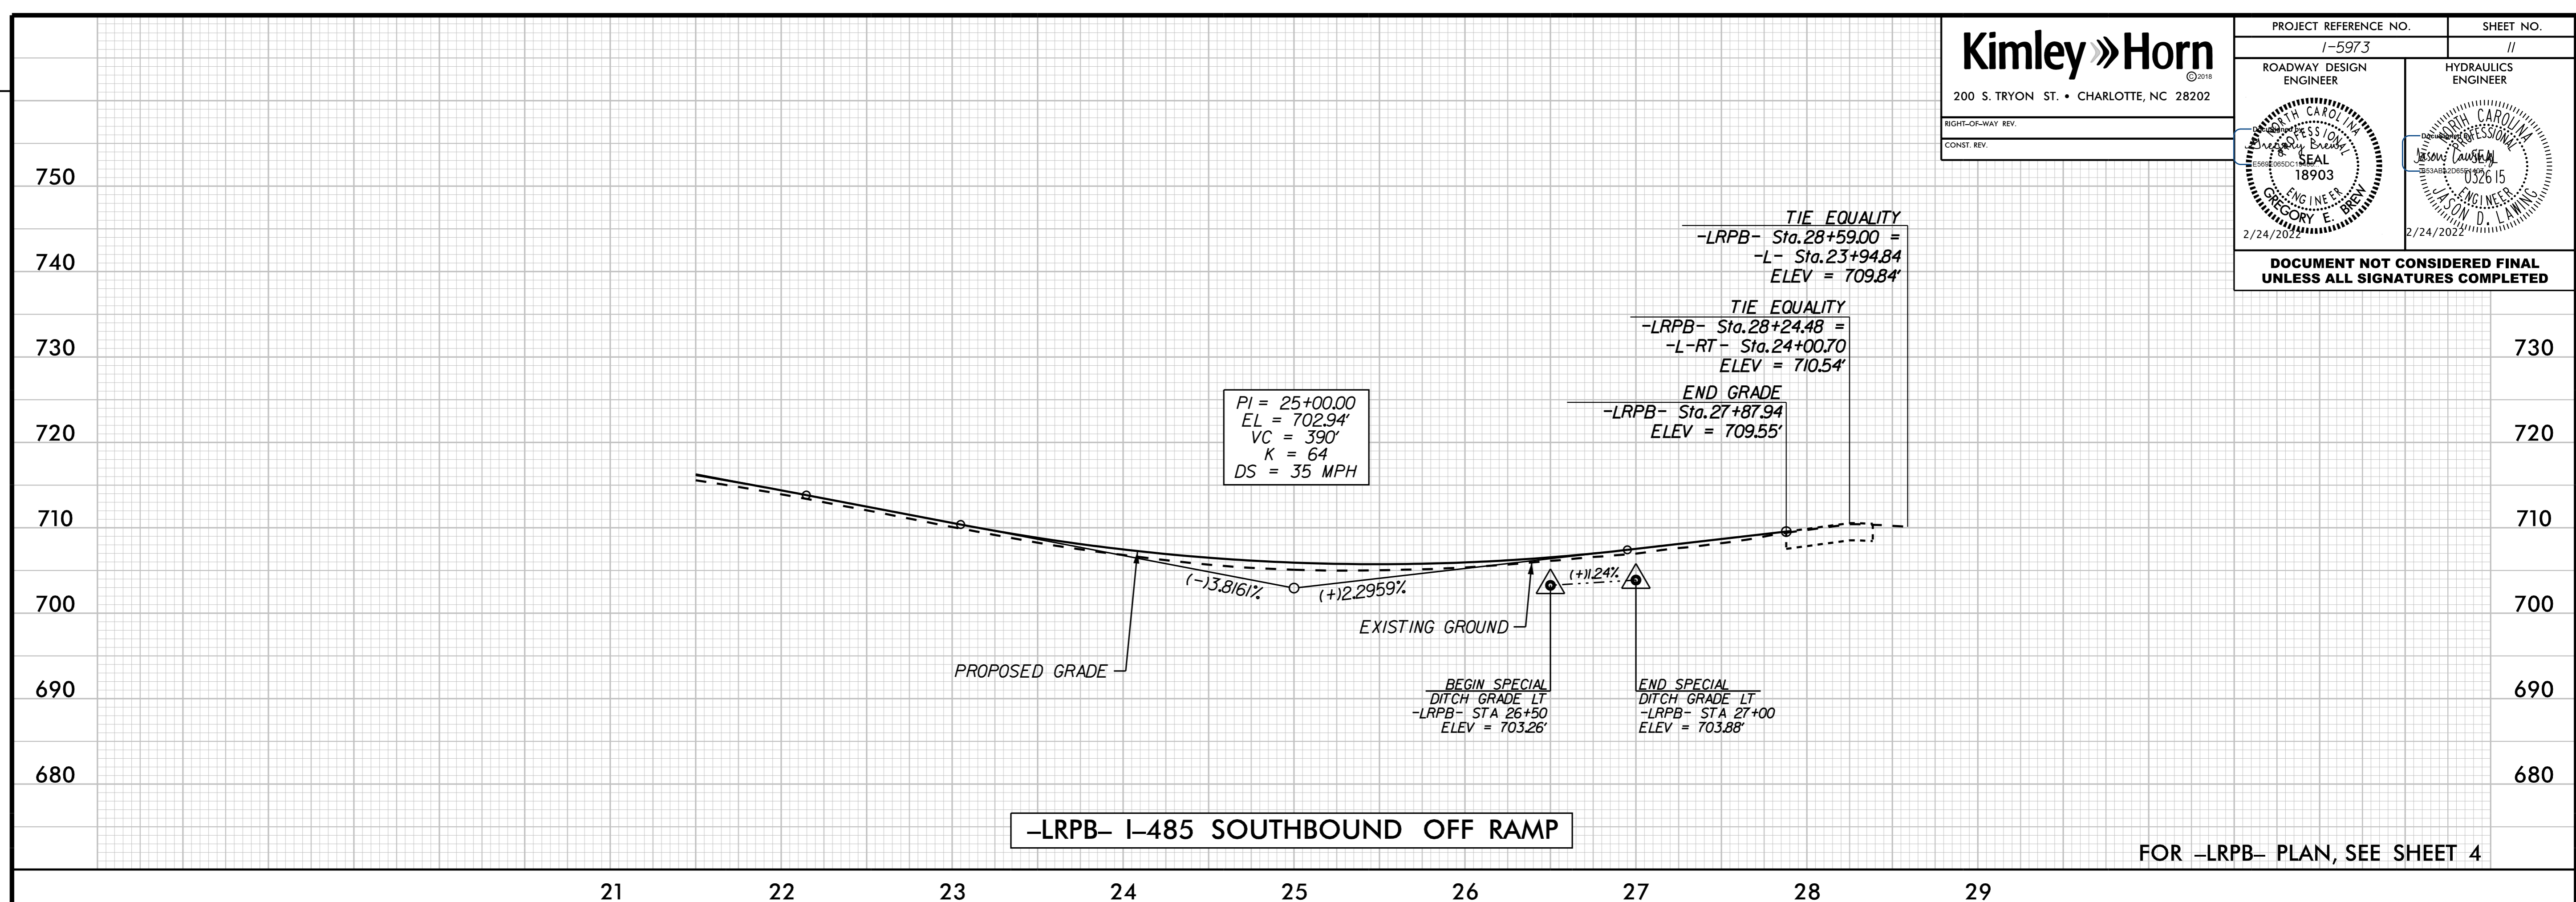 Kimley»Horn
© 2018
200 S. TRYON ST. • CHARLOTTE, NC 28202
RIGHT-OF-WAY REV.
CONST. REV.
PROJECT REFERENCE NO.
SHEET NO.
I-5973
11
ROADWAY DESIGN
ENGINEER
HYDRAULICS
ENGINEER
NORTH CAROLINA
PROFESSIONAL
SEAL
18903
ENGINEER
GREGORY E. BREW
2/24/2022
NORTH CAROLINA
PROFESSIONAL
SEAL
032615
ENGINEER
JASON D. LAWING
2/24/2022
DOCUMENT NOT CONSIDERED FINAL
UNLESS ALL SIGNATURES COMPLETED
750
740
730
720
710
700
690
680
730
720
710
700
690
680
TIE EQUALITY
-LRPB- Sta.28+59.00 =
-L- Sta.23+94.84
ELEV = 709.84'
TIE EQUALITY
-LRPB- Sta.28+24.48 =
-L-RT- Sta.24+00.70
ELEV = 710.54'
END GRADE
-LRPB- Sta.27+87.94
ELEV = 709.55'
PI = 25+00.00
EL = 702.94'
VC = 390'
K = 64
DS = 35 MPH
(-)3.8161%
(+)2.2959%
(+)1.24%
EXISTING GROUND
PROPOSED GRADE
BEGIN SPECIAL
DITCH GRADE LT
-LRPB- STA 26+50
ELEV = 703.26'
END SPECIAL
DITCH GRADE LT
-LRPB- STA 27+00
ELEV = 703.88'
-LRPB- I-485 SOUTHBOUND OFF RAMP
FOR -LRPB- PLAN, SEE SHEET 4
21 22 23 24 25 26 27 28 29